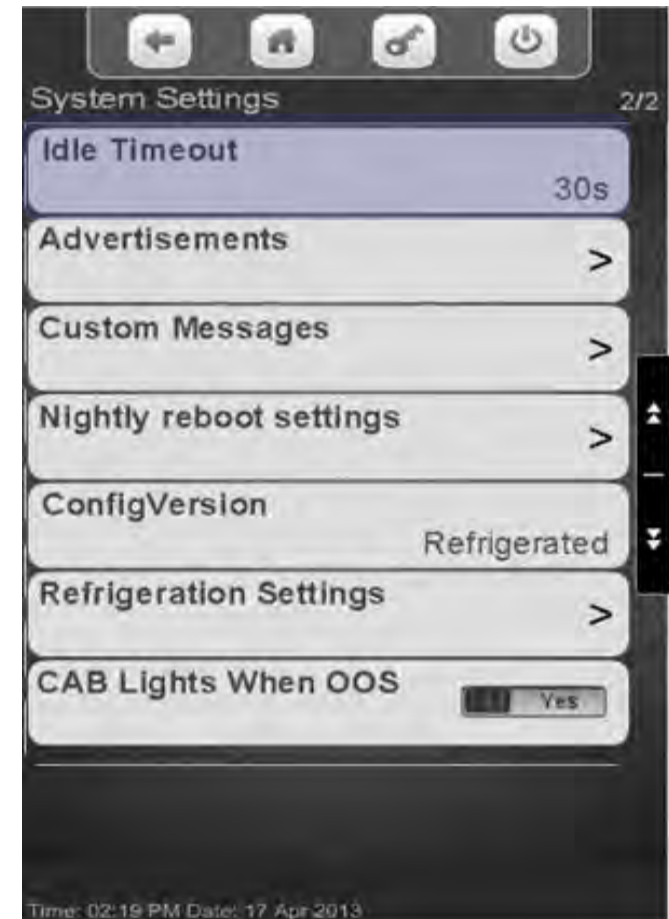 System Settings
2/2
Idle Timeout
30s
Advertisements
>
Custom Messages
>
Nightly reboot settings
>
ConfigVersion
Refrigerated
Refrigeration Settings
>
CAB Lights When OOS
Yes
Time: 02:19 PM Date: 17 Apr 2013